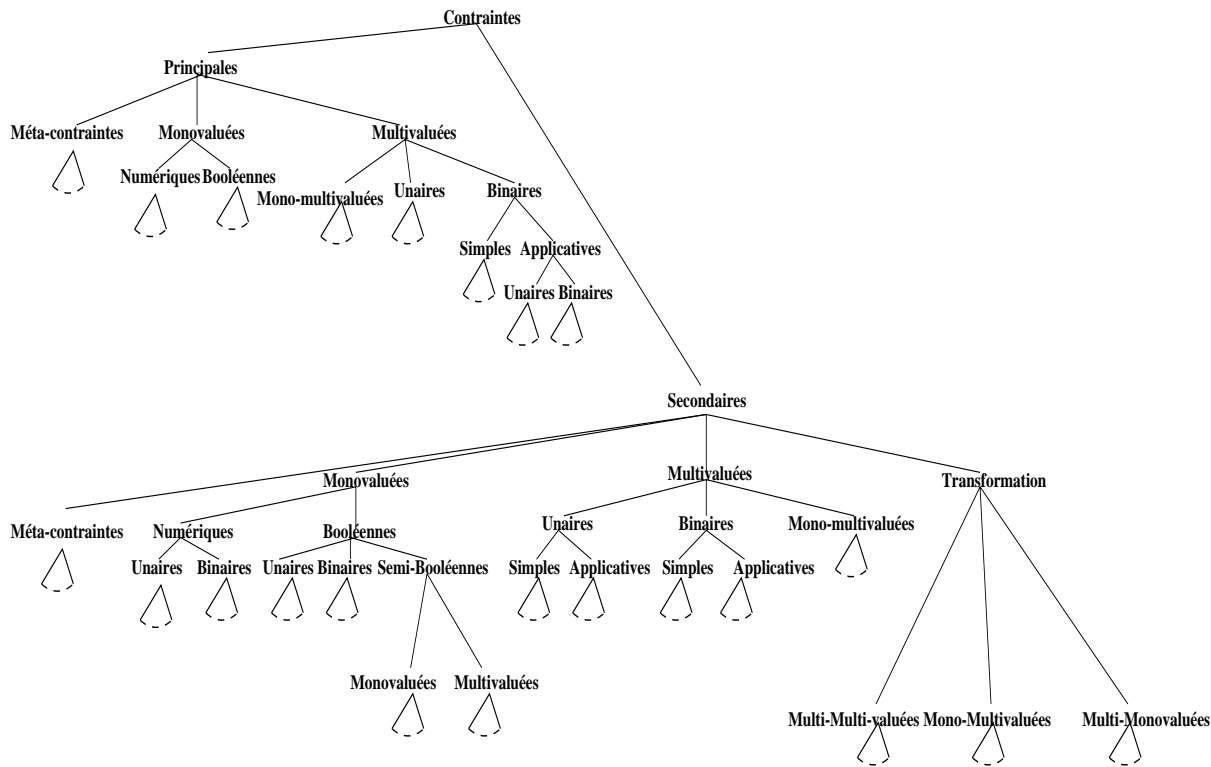 Contraintes
Principales
Méta-contraintes Monovaluées Multivaluées
Numériques Booléennes
Mono-multivaluées Unaires Binaires
Simples Applicatives
Unaires Binaires
Secondaires
Monovaluées Multivaluées Transformation
Méta-contraintes Numériques Booléennes Unaires Binaires Mono-multivaluées
Unaires Binaires Unaires Binaires Semi-Booléennes Simples Applicatives Simples Applicatives
Monovaluées Multivaluées
Multi-Multi-valuées Mono-Multivaluées Multi-Monovaluées